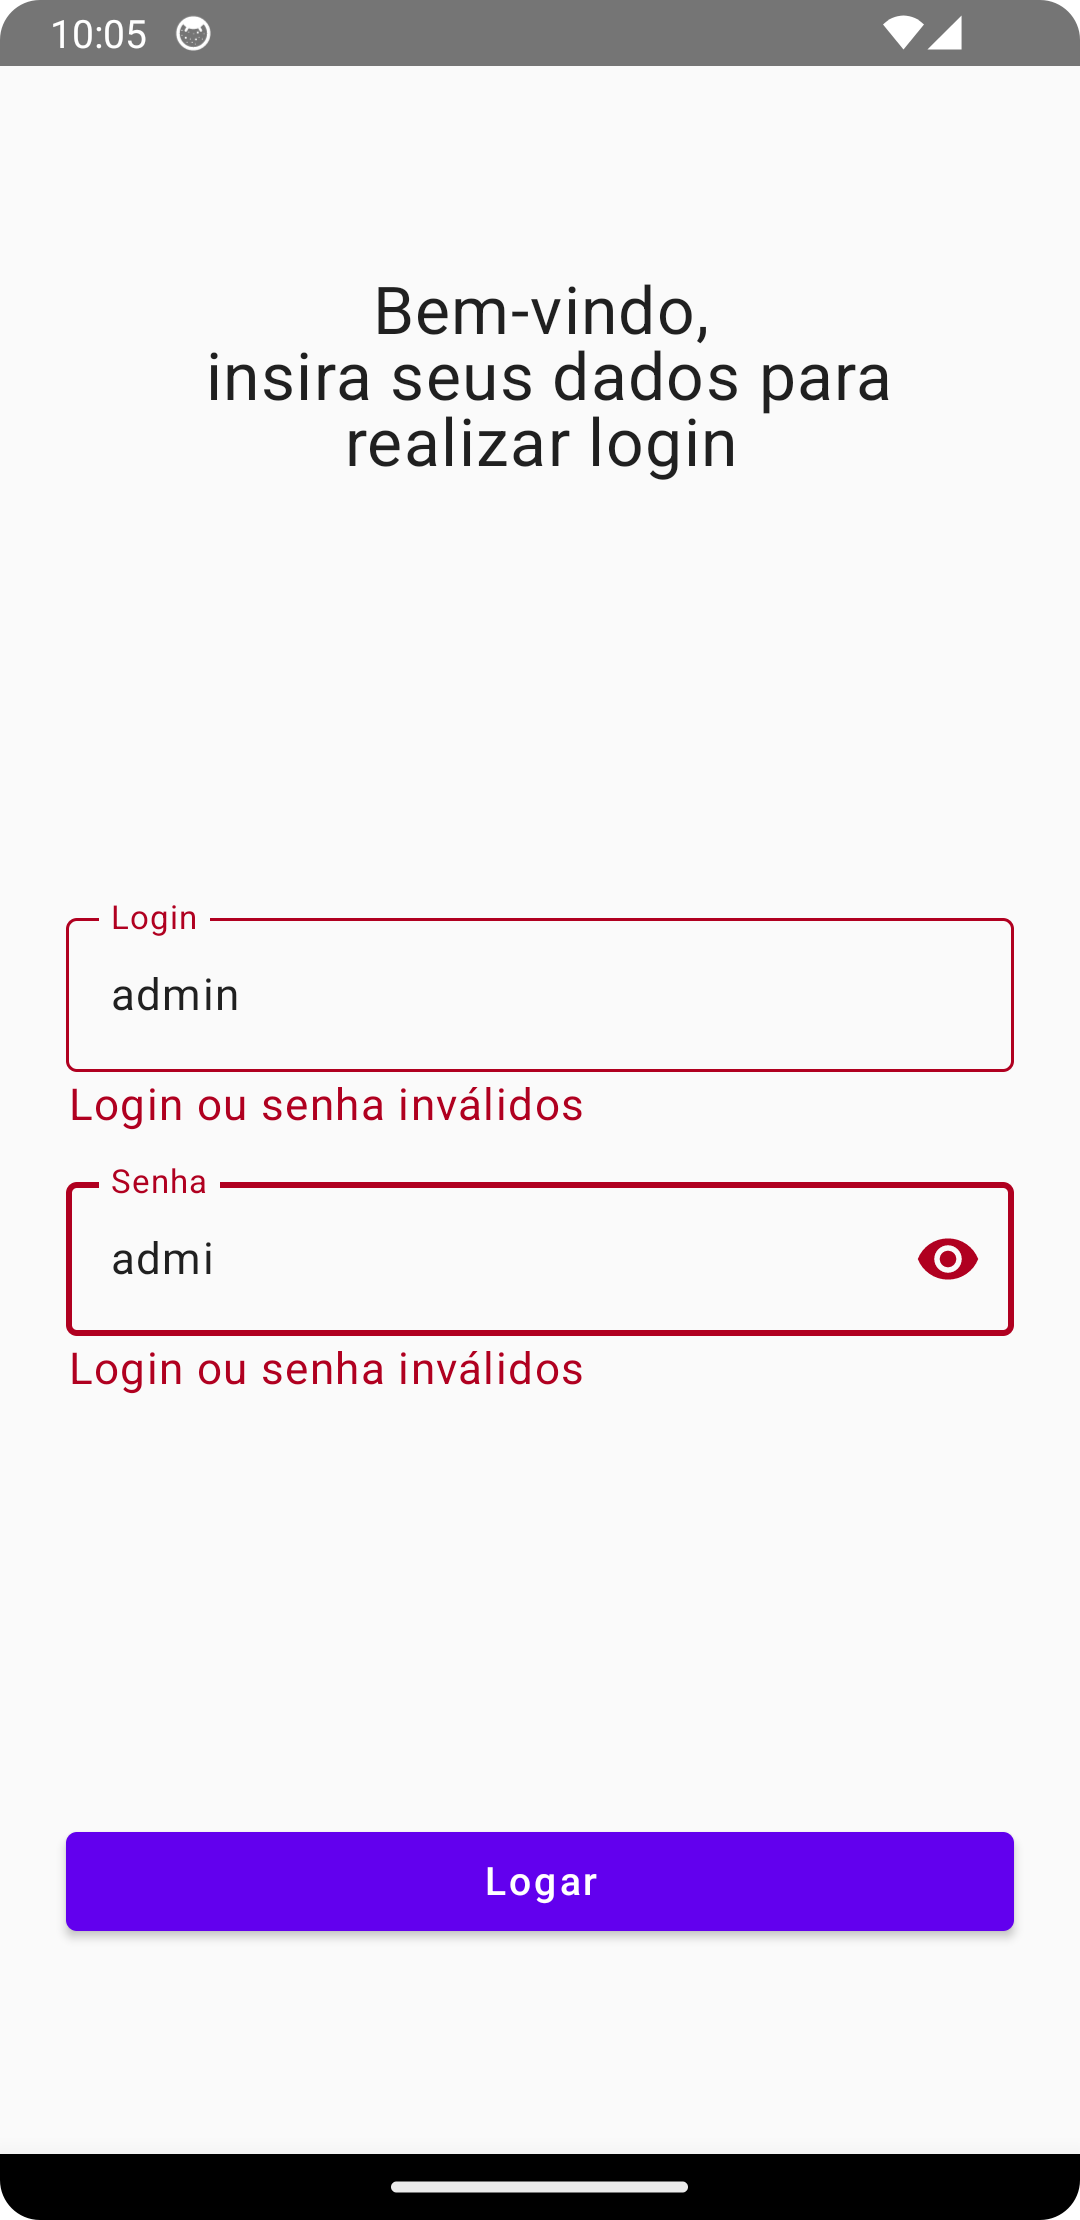 10:05
Bem-vindo,
insira seus dados para
realizar login
Login
admin
Login ou senha inválidos
Senha
admi
Login ou senha inválidos
Logar